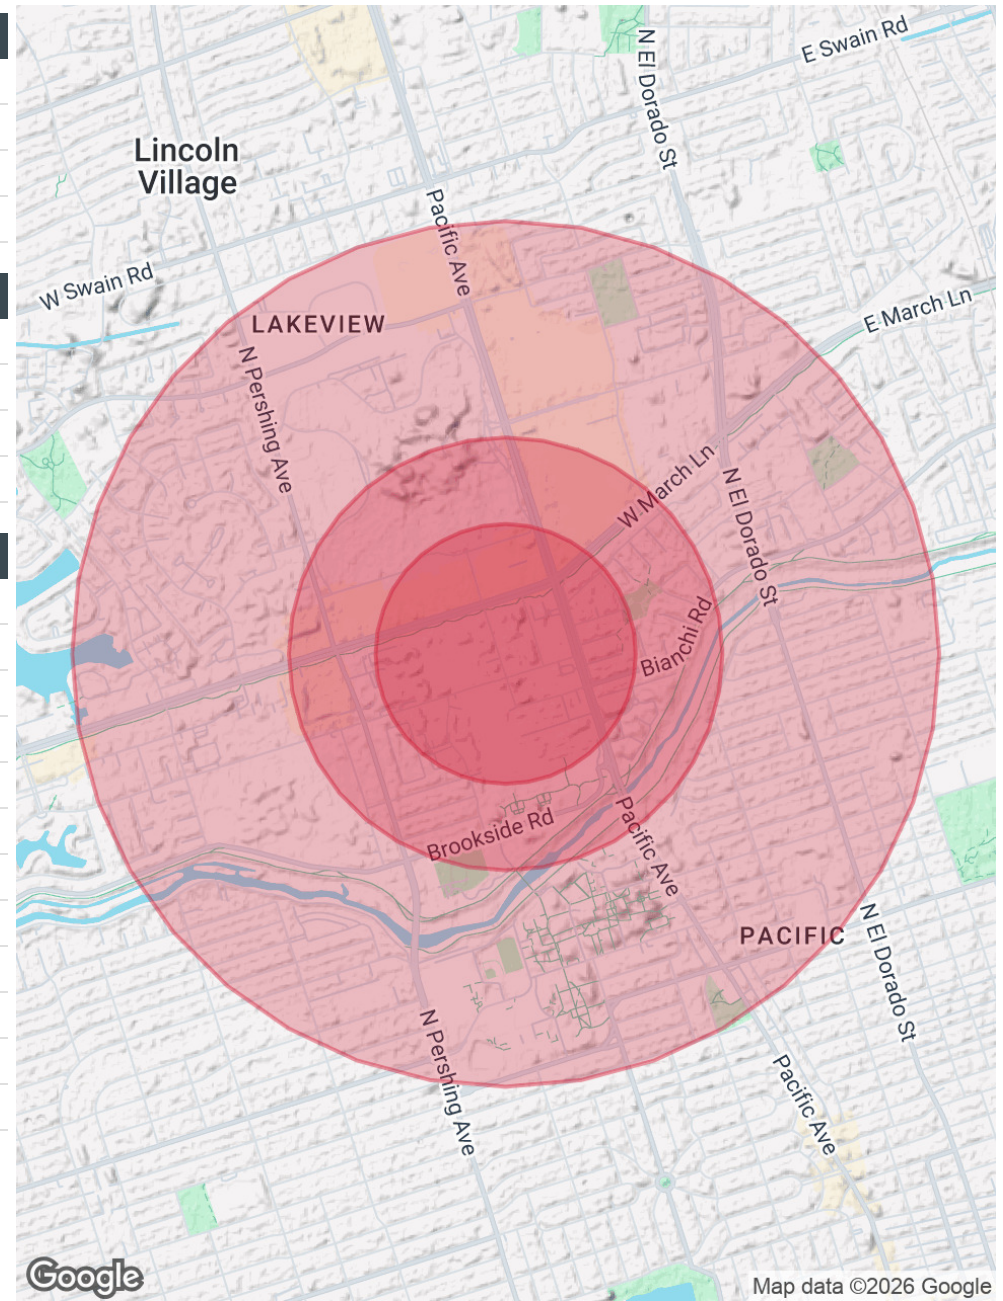 E Swain Rd
N El Dorado St
Lincoln
Village
Pacific Ave
W Swain Rd
E March Ln
LAKEVIEW
N Pershing Ave
W March Ln
N El Dorado St
Bianchi Rd
Brookside Rd
Pacific Ave
PACIFIC
N El Dorado St
N Pershing Ave
Pacific Ave
Google
Map data ©2026 Google